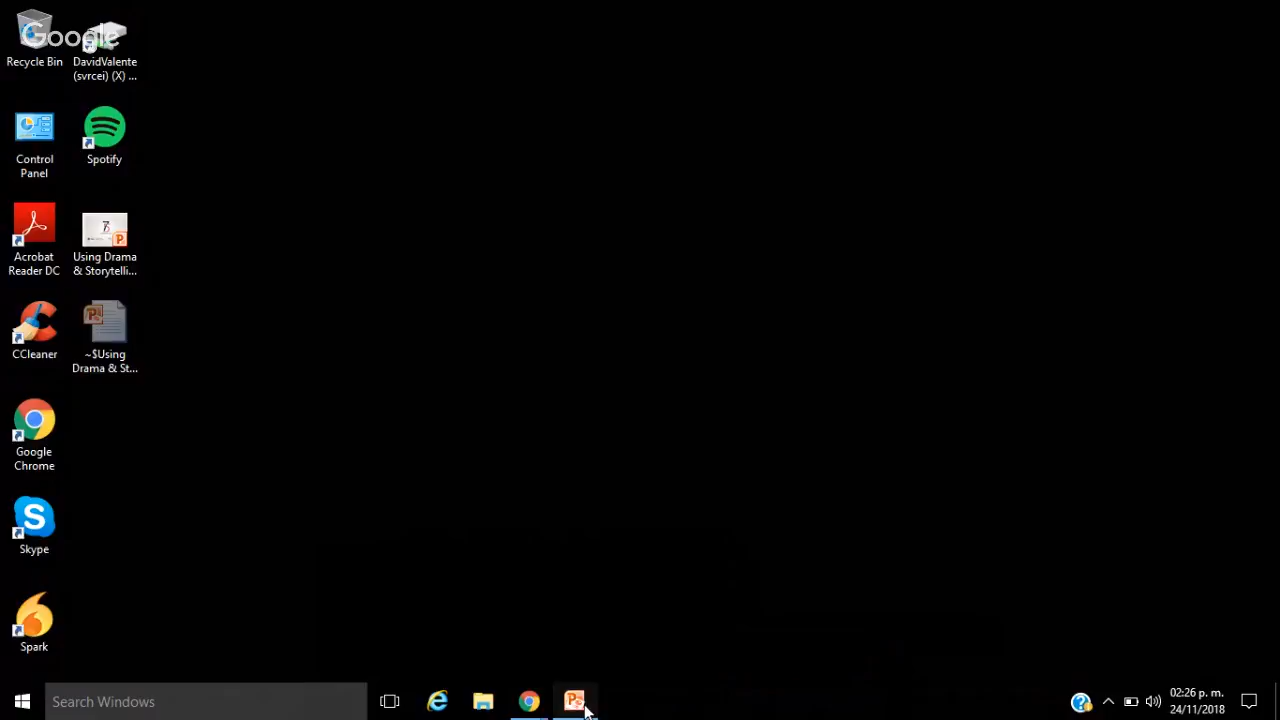 Google
Recycle Bin
DavidValente
(svrcei) (X) ...
Control
Panel
Spotify
Acrobat
Reader DC
Using Drama
& Storytelli...
CCleaner
~$Using
Drama & St...
Google
Chrome
Skype
Spark
Search Windows
02:26 p. m.
24/11/2018